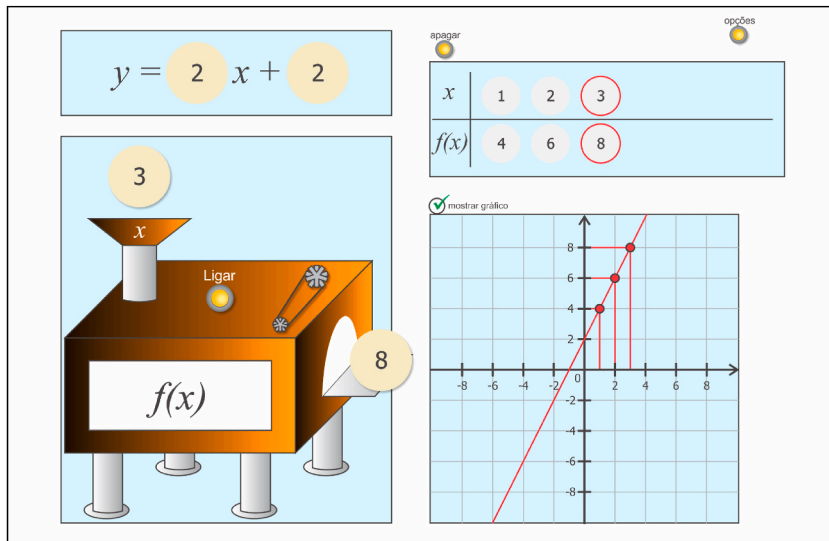 y = 2 x + 2
apagar
opções
x 1 2 3
f(x) 4 6 8
3
x
Ligar
8
f(x)
mostrar gráfico
8
6
4
2
-8 -6 -4 -2 0 2 4 6 8
-2
-4
-6
-8